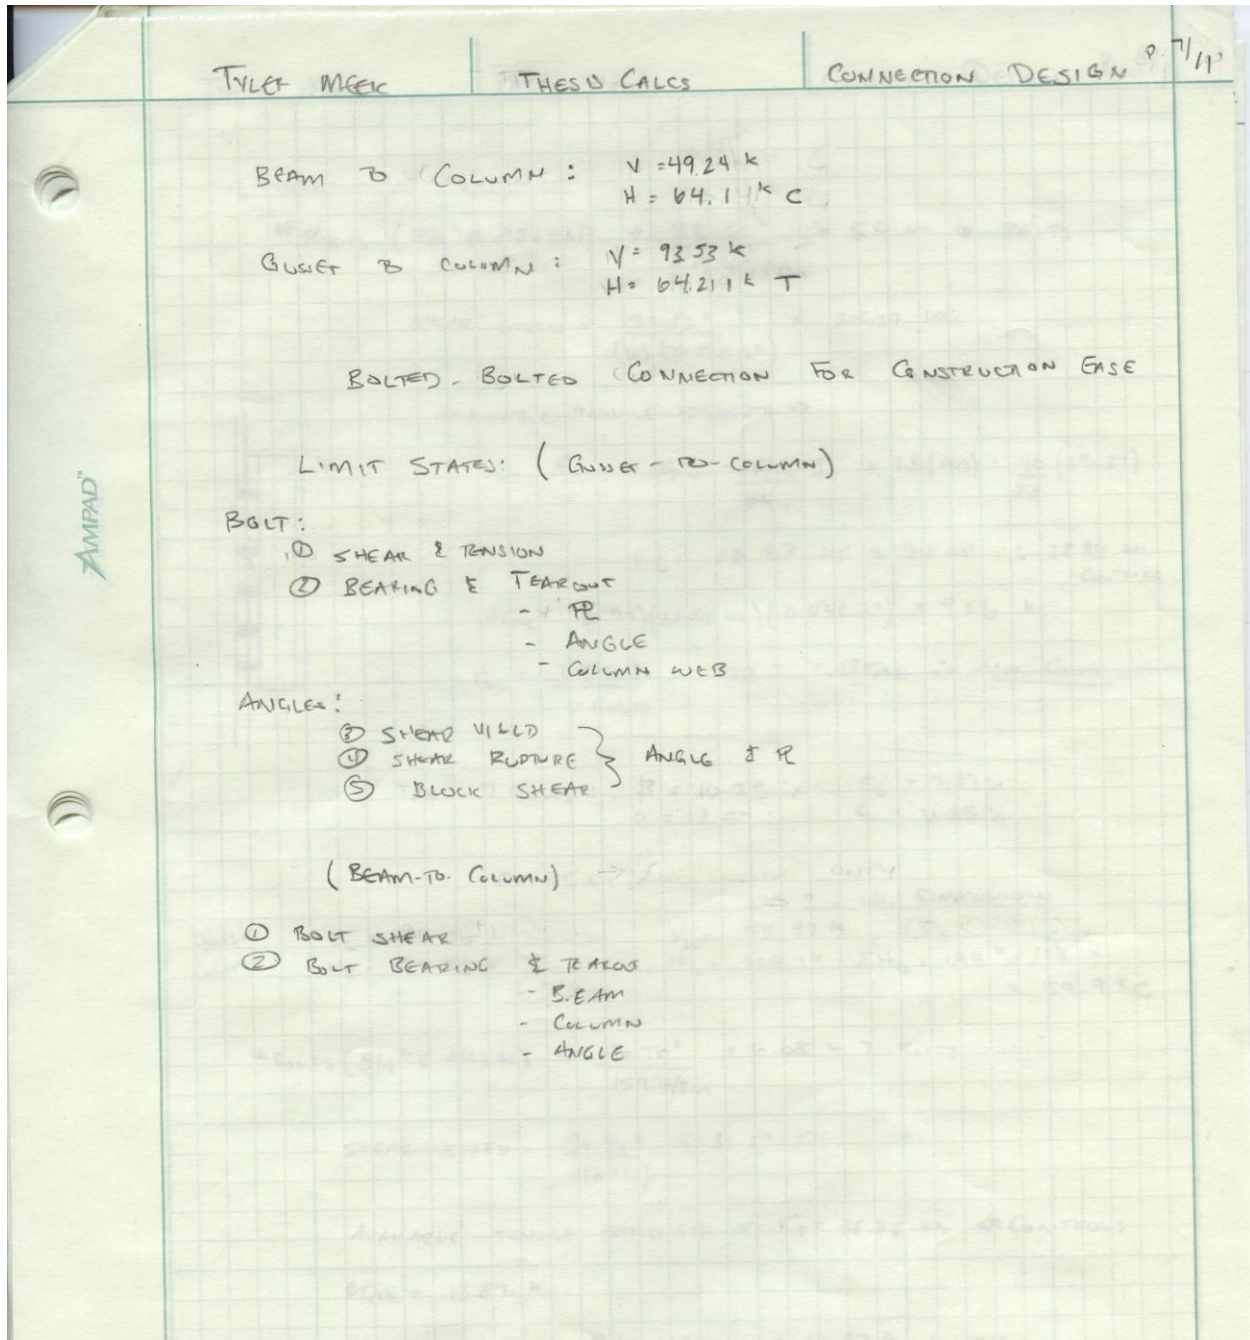 TYLER MEEK
THESIS CALCS
CONNECTION DESIGN
P. 7/11
BEAM TO COLUMN : V = 49.24 k
H = 64.11 k C
GUSSET TO COLUMN : V = 93.53 k
H = 64.211 k T
BOLTED - BOLTED CONNECTION FOR CONSTRUCTION EASE
LIMIT STATES: (GUSSET - TO - COLUMN)
AMPAD™
BOLT:
① SHEAR & TENSION
② BEARING & TEAROUT
- PL
- ANGLE
- COLUMN WEB
ANGLES:
③ SHEAR YIELD
④ SHEAR RUPTURE } ANGLE & PL
⑤ BLOCK SHEAR
(BEAM-TO-COLUMN)
① BOLT SHEAR
② BOLT BEARING & TEAROUT
- BEAM
- COLUMN
- ANGLE